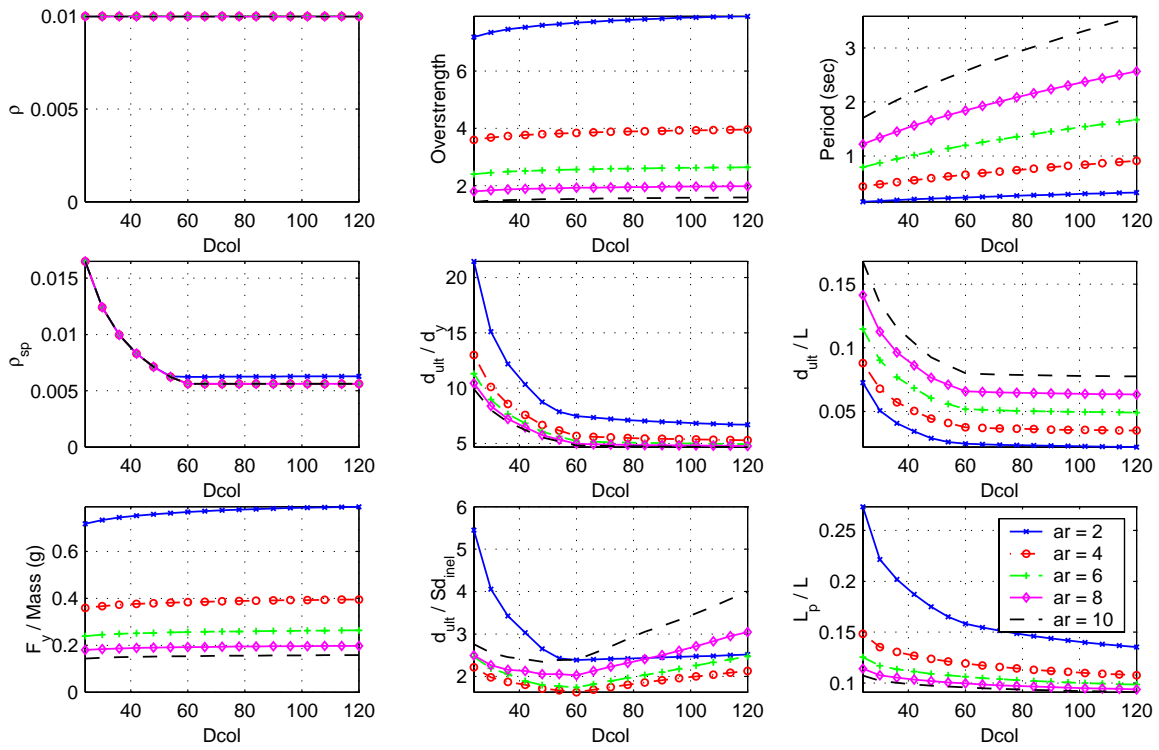 0.01
0.005
0
ρ
40 60 80 100 120
Dcol
6
4
2
Overstrength
40 60 80 100 120
Dcol
3
2
1
Period (sec)
40 60 80 100 120
Dcol
0.015
0.01
0.005
0
ρsp
40 60 80 100 120
Dcol
20
15
10
5
dult / dy
40 60 80 100 120
Dcol
0.15
0.1
0.05
dult / L
40 60 80 100 120
Dcol
0.6
0.4
0.2
0
Fy / Mass (g)
40 60 80 100 120
Dcol
6
5
4
3
2
dult / Sdinel
40 60 80 100 120
Dcol
0.25
0.2
0.15
0.1
Lp / L
40 60 80 100 120
Dcol
ar = 2
ar = 4
ar = 6
ar = 8
ar = 10